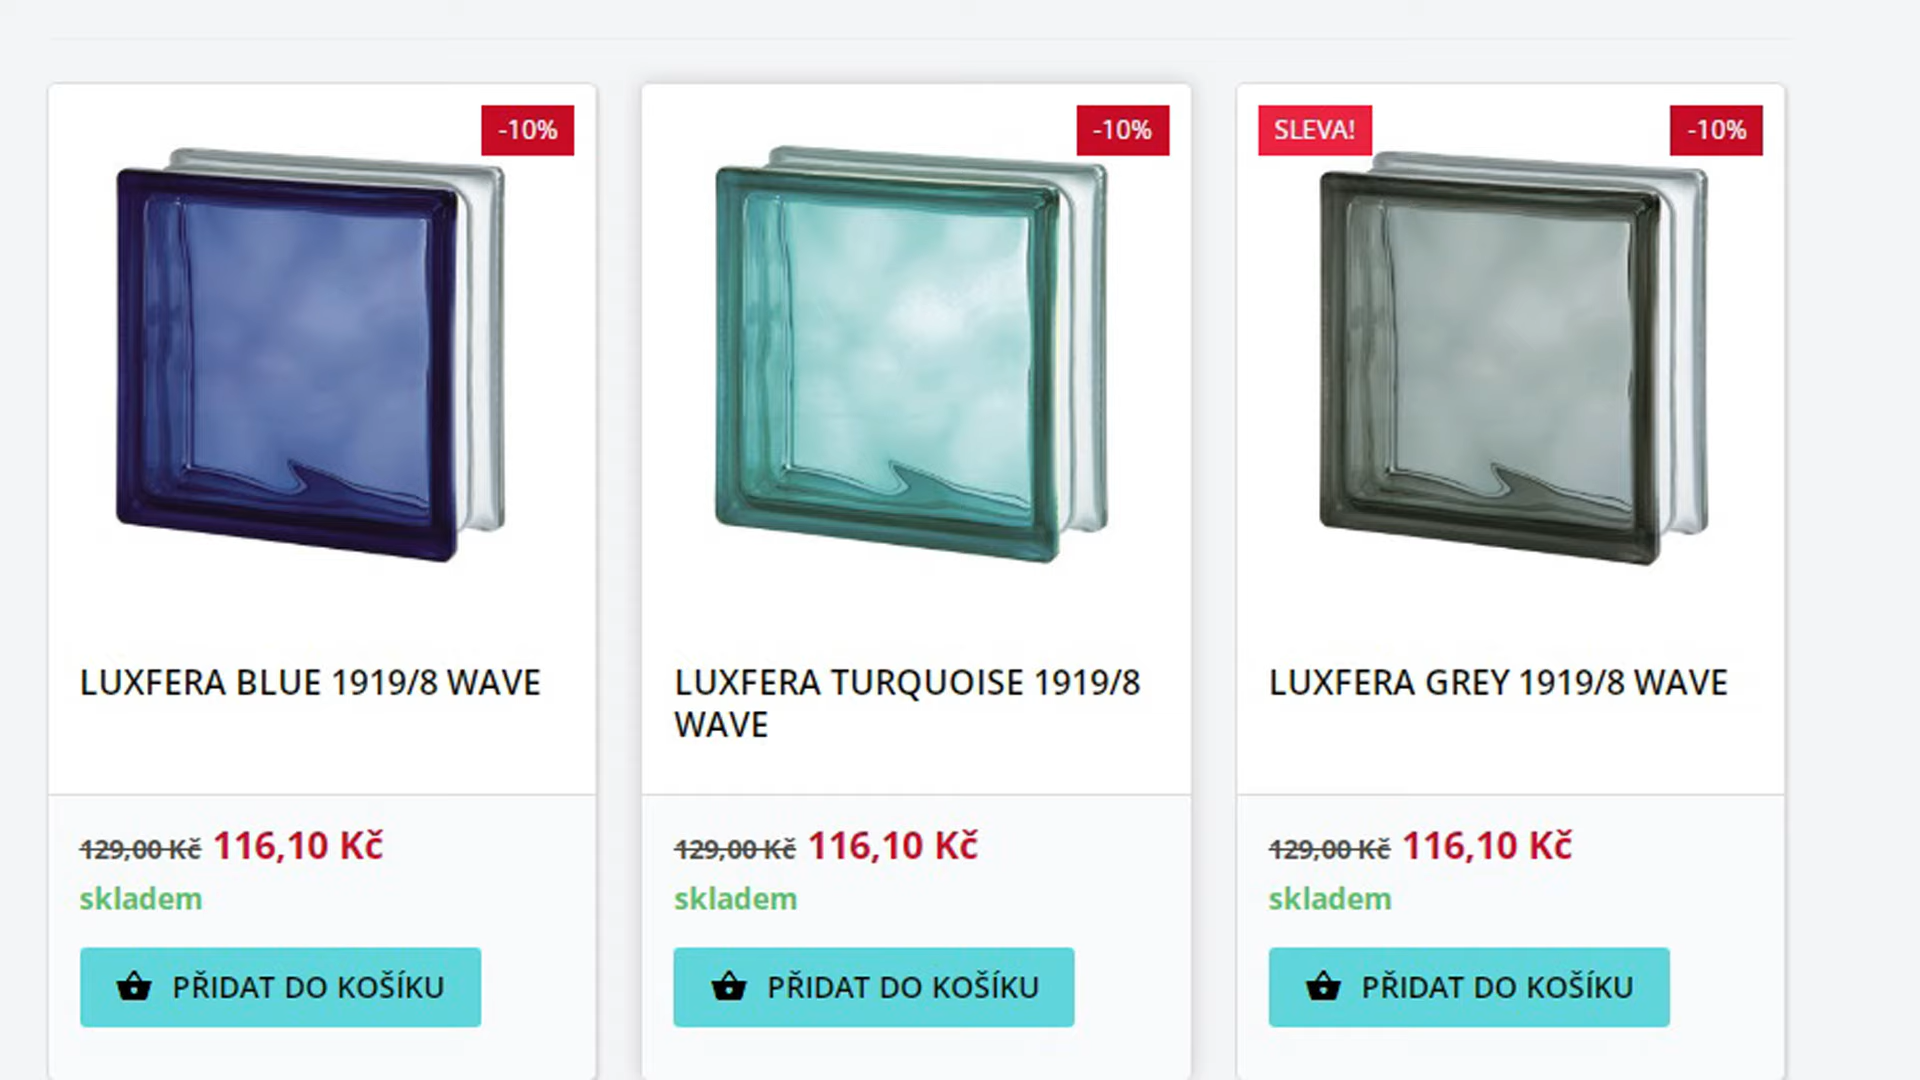 -10%
LUXFERA BLUE 1919/8 WAVE
129,00 Kč 116,10 Kč
skladem
PŘIDAT DO KOŠÍKU
-10%
LUXFERA TURQUOISE 1919/8
WAVE
129,00 Kč 116,10 Kč
skladem
PŘIDAT DO KOŠÍKU
SLEVA! -10%
LUXFERA GREY 1919/8 WAVE
129,00 Kč 116,10 Kč
skladem
PŘIDAT DO KOŠÍKU